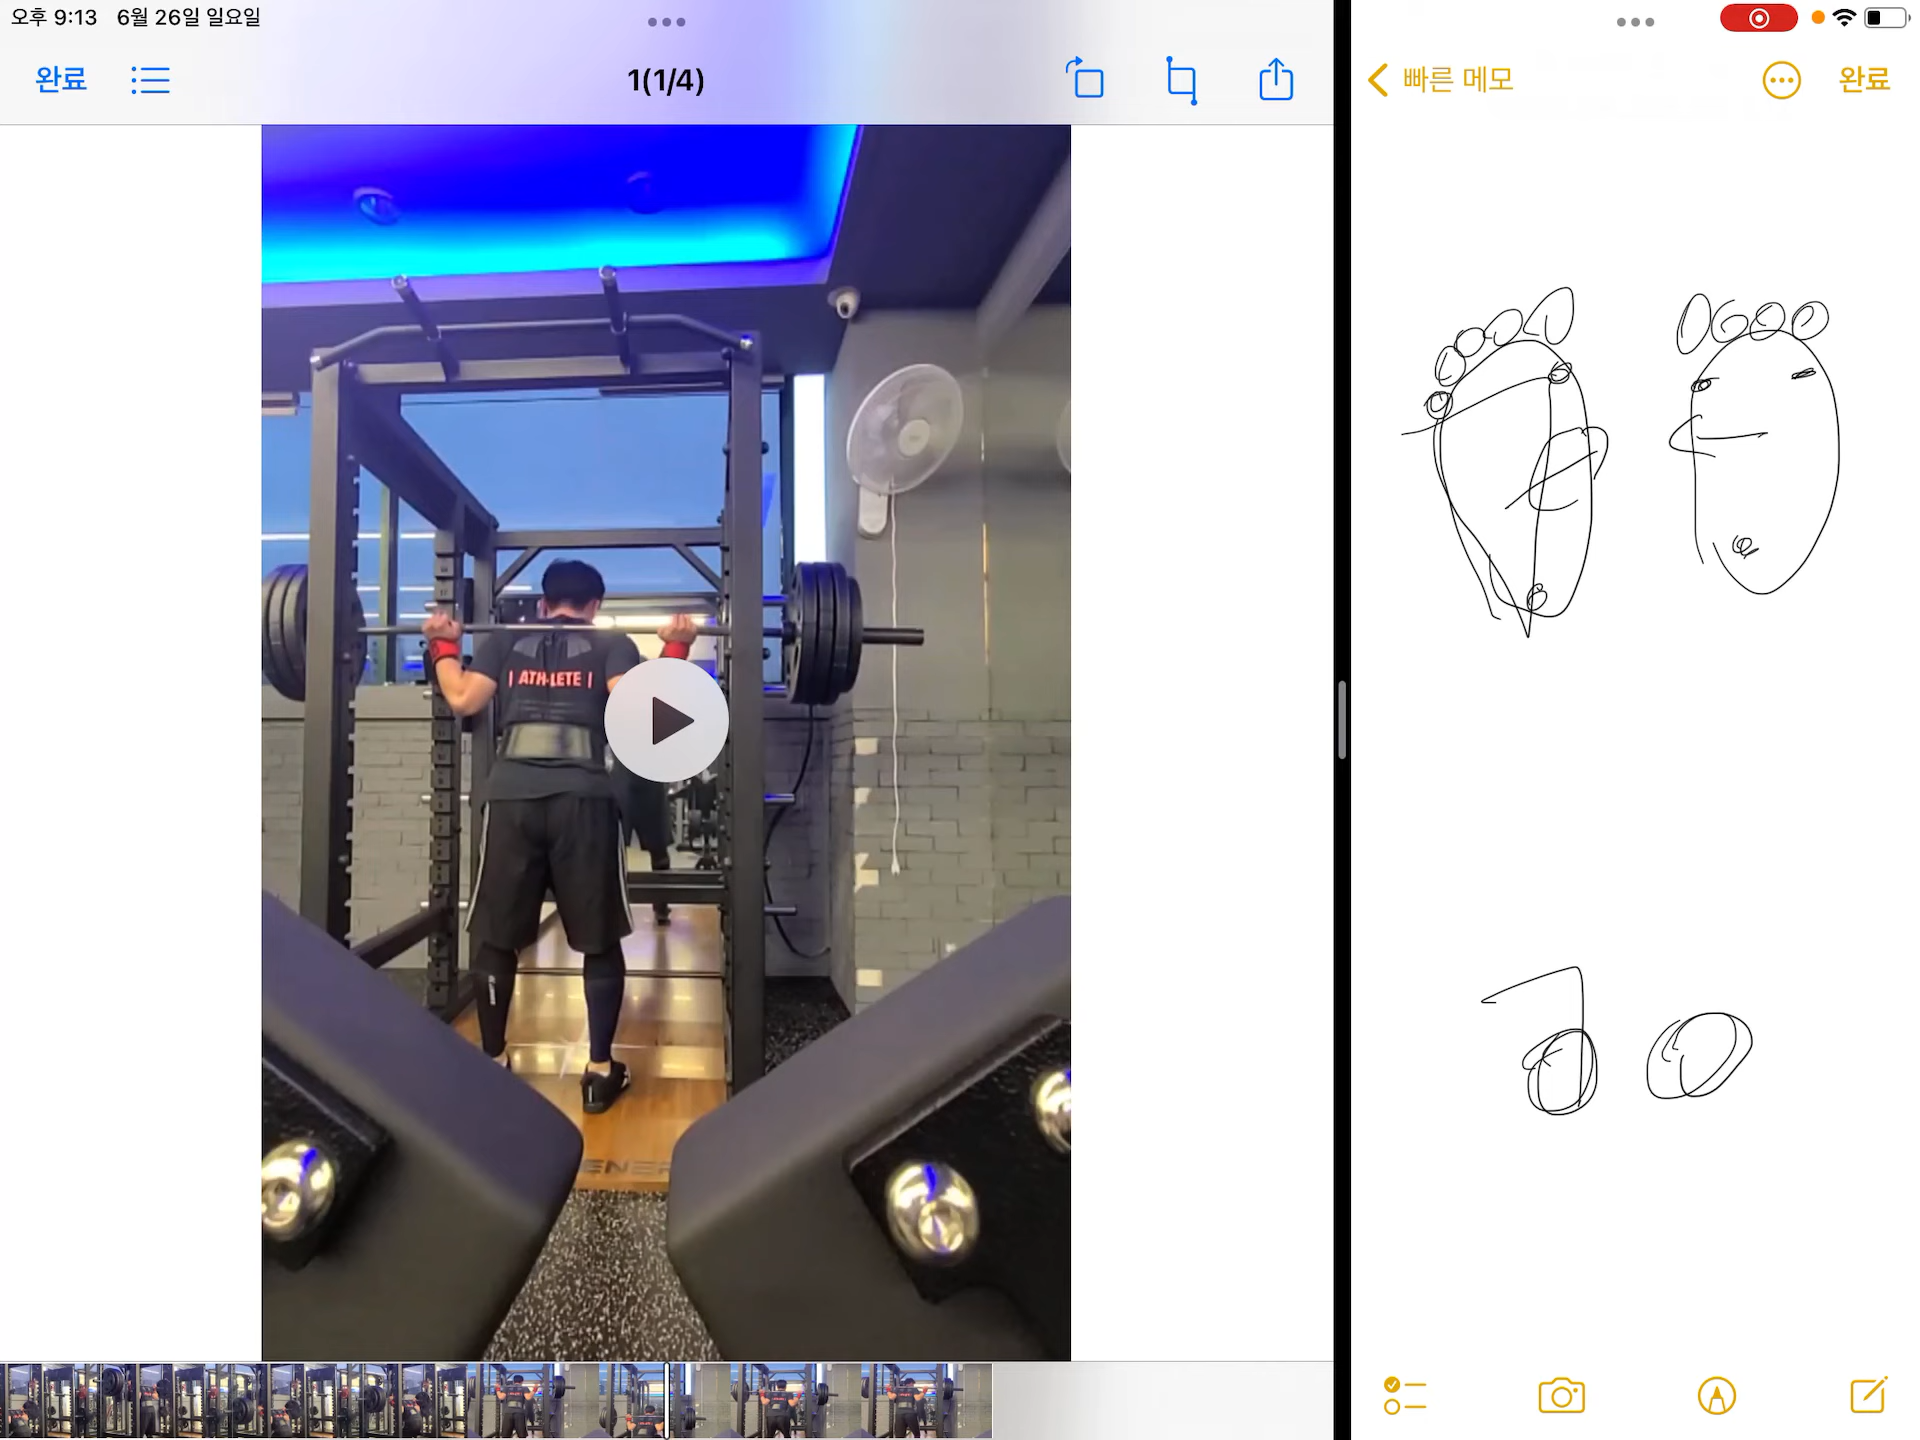 오후 9:13 6월 26일 일요일
완료
1(1/4)
빠른 메모
완료
| ATHLETE |
ENER